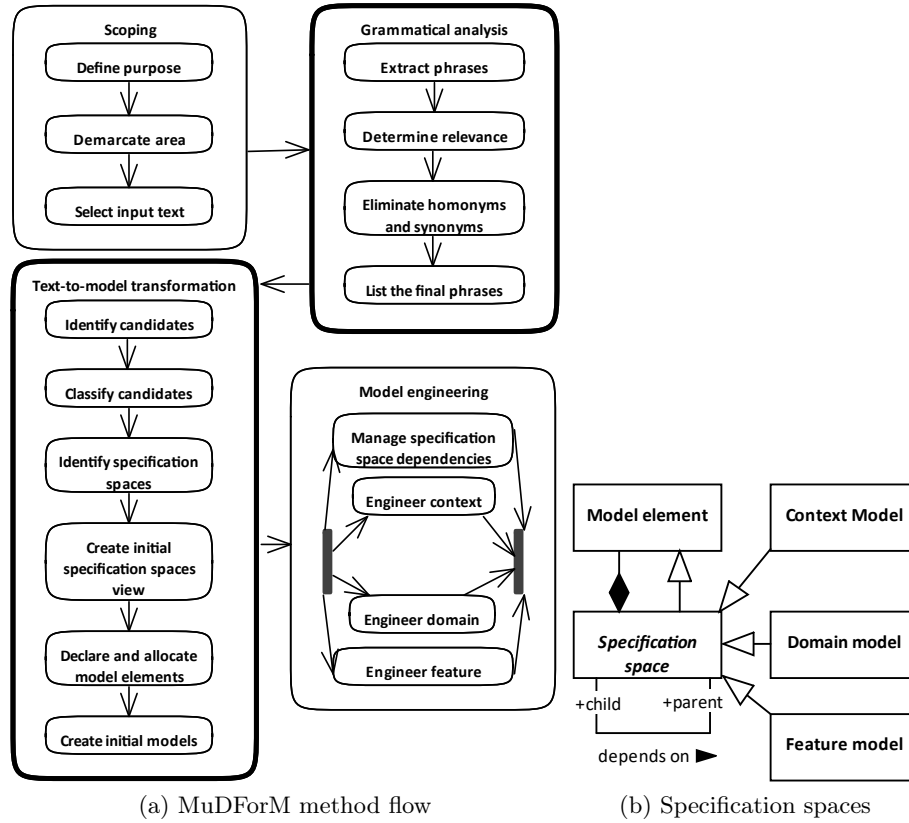 Scoping
Define purpose
Demarcate area
Select input text
Grammatical analysis
Extract phrases
Determine relevance
Eliminate homonyms
and synonyms
List the final phrases
Text-to-model transformation
Identify candidates
Classify candidates
Identify specification
spaces
Create initial
specification spaces
view
Declare and allocate
model elements
Create initial models
Model engineering
Manage specification
space dependencies
Engineer context
Engineer domain
Engineer feature
(a) MuDForM method flow
Model element
Context Model
Specification
space
Domain model
+child
+parent
Feature model
depends on
(b) Specification spaces